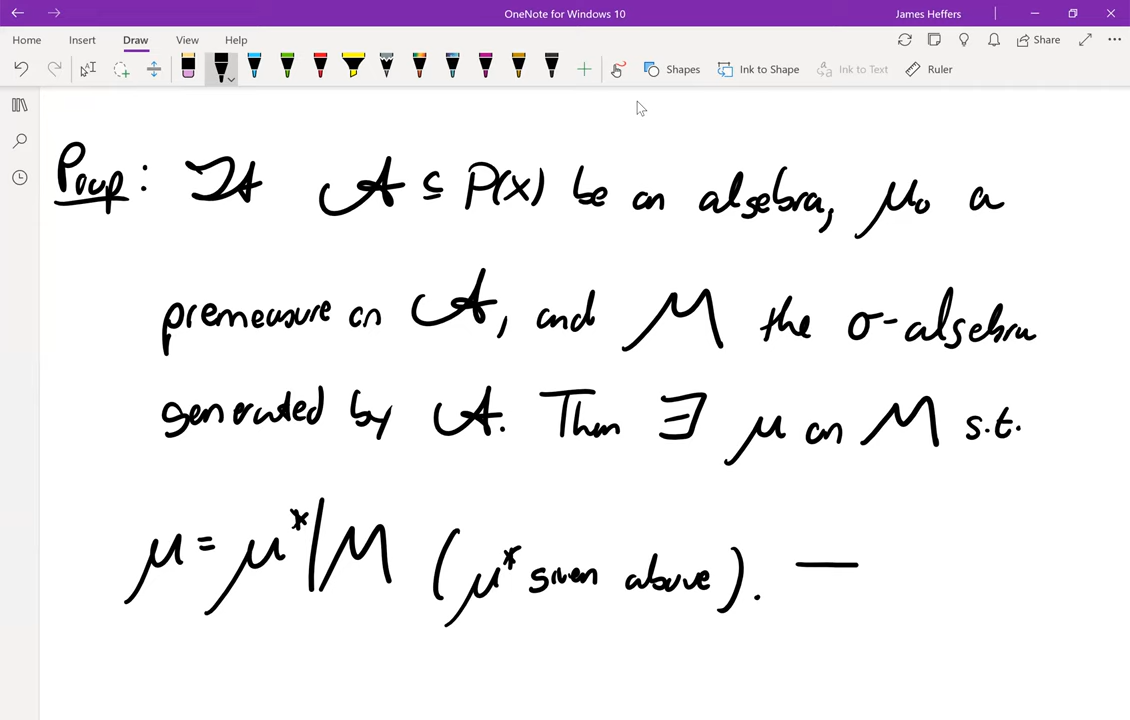 OneNote for Windows 10
James Heffers
Home Insert Draw View Help
Share
Shapes Ink to Shape Ink to Text Ruler
Prop: If 𝒜 ⊆ P(X) be an algebra, μ₀ a
premeasure on 𝒜, and M the σ-algebra
generated by 𝒜. Then ∃ μ on M s.t.
μ = μ*|M (μ* given above). —